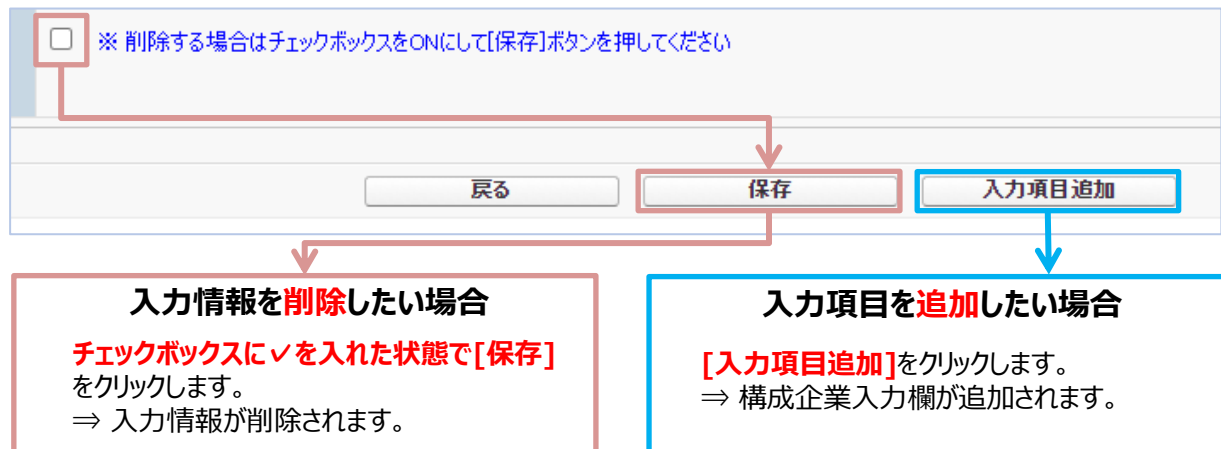 ※ 削除する場合はチェックボックスをONにして[保存]ボタンを押してください
戻る
保存
入力項目追加
入力情報を削除したい場合
チェックボックスに✓を入れた状態で[保存]
をクリックします。
⇒ 入力情報が削除されます。
入力項目を追加したい場合
[入力項目追加]をクリックします。
⇒ 構成企業入力欄が追加されます。